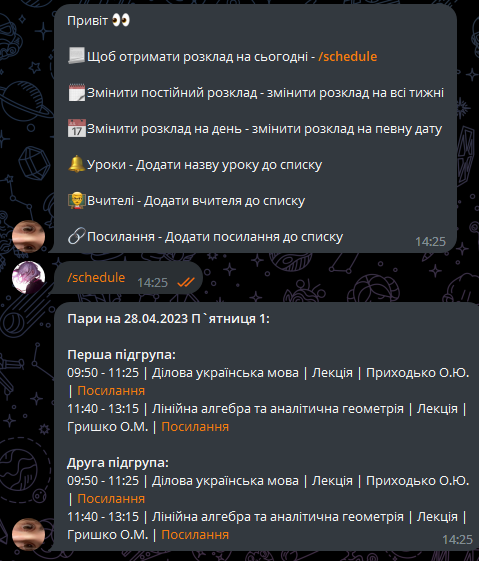 Привіт 👀
📃Щоб отримати розклад на сьогодні - /schedule
🗓Змінити постійний розклад - змінити розклад на всі тижні
📅Змінити розклад на день - змінити розклад на певну дату
🔔Уроки - Додати назву уроку до списку
👨‍🏫Вчителі - Додати вчителя до списку
🔗Посилання - Додати посилання до списку
14:25
/schedule 14:25
Пари на 28.04.2023 П`ятниця 1:
Перша підгрупа:
09:50 - 11:25 | Ділова українська мова | Лекція | Приходько О.Ю.
| Посилання
11:40 - 13:15 | Лінійна алгебра та аналітична геометрія | Лекція |
Гришко О.М. | Посилання
Друга підгрупа:
09:50 - 11:25 | Ділова українська мова | Лекція | Приходько О.Ю.
| Посилання
11:40 - 13:15 | Лінійна алгебра та аналітична геометрія | Лекція |
Гришко О.М. | Посилання
14:25